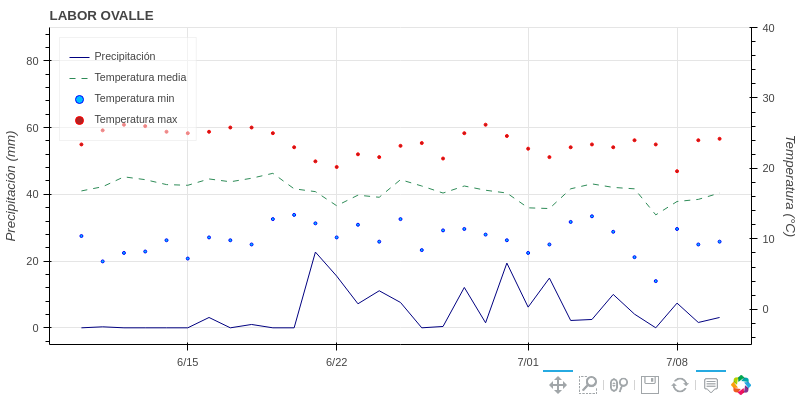 LABOR OVALLE
Precipitación
Temperatura media
Temperatura min
Temperatura max
Precipitación (mm)
80
60
40
20
0
Temperatura (°C)
40
30
20
10
0
6/15
6/22
7/01
7/08